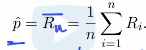 p̂ = R̅ₙ = 1/n ∑ᵢ₌₁ⁿ Rᵢ.